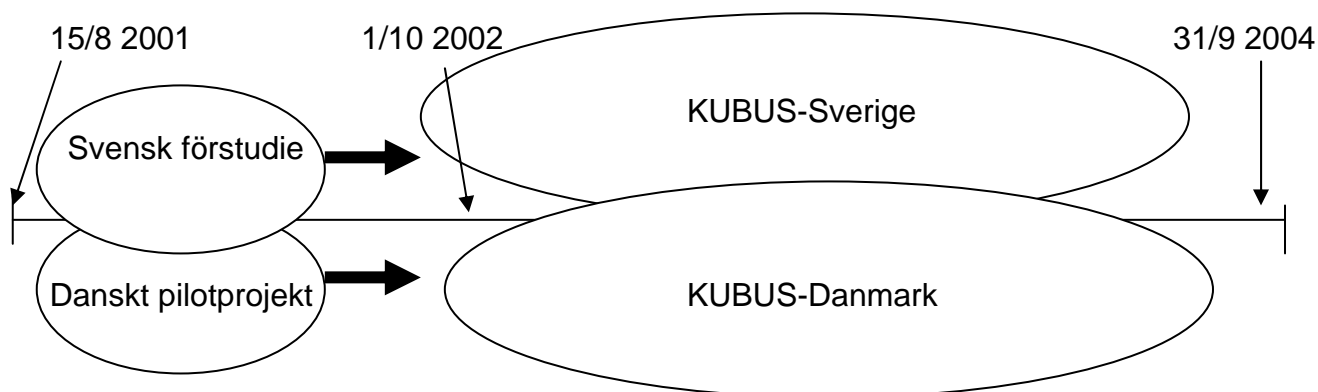 15/8 2001
1/10 2002
31/9 2004
KUBUS-Sverige
Svensk förstudie
Danskt pilotprojekt
KUBUS-Danmark